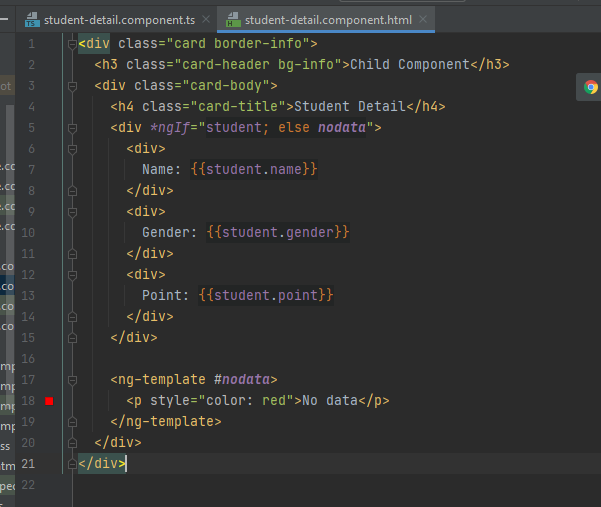 student-detail.component.ts × student-detail.component.html ×
1 <div class="card border-info">
2 <h3 class="card-header bg-info">Child Component</h3>
3 <div class="card-body">
4 <h4 class="card-title">Student Detail</h4>
5 <div *ngIf="student; else nodata">
6 <div>
7 Name: {{student.name}}
8 </div>
9 <div>
10 Gender: {{student.gender}}
11 </div>
12 <div>
13 Point: {{student.point}}
14 </div>
15 </div>
16
17 <ng-template #nodata>
18 <p style="color: red">No data</p>
19 </ng-template>
20 </div>
21 </div>
22